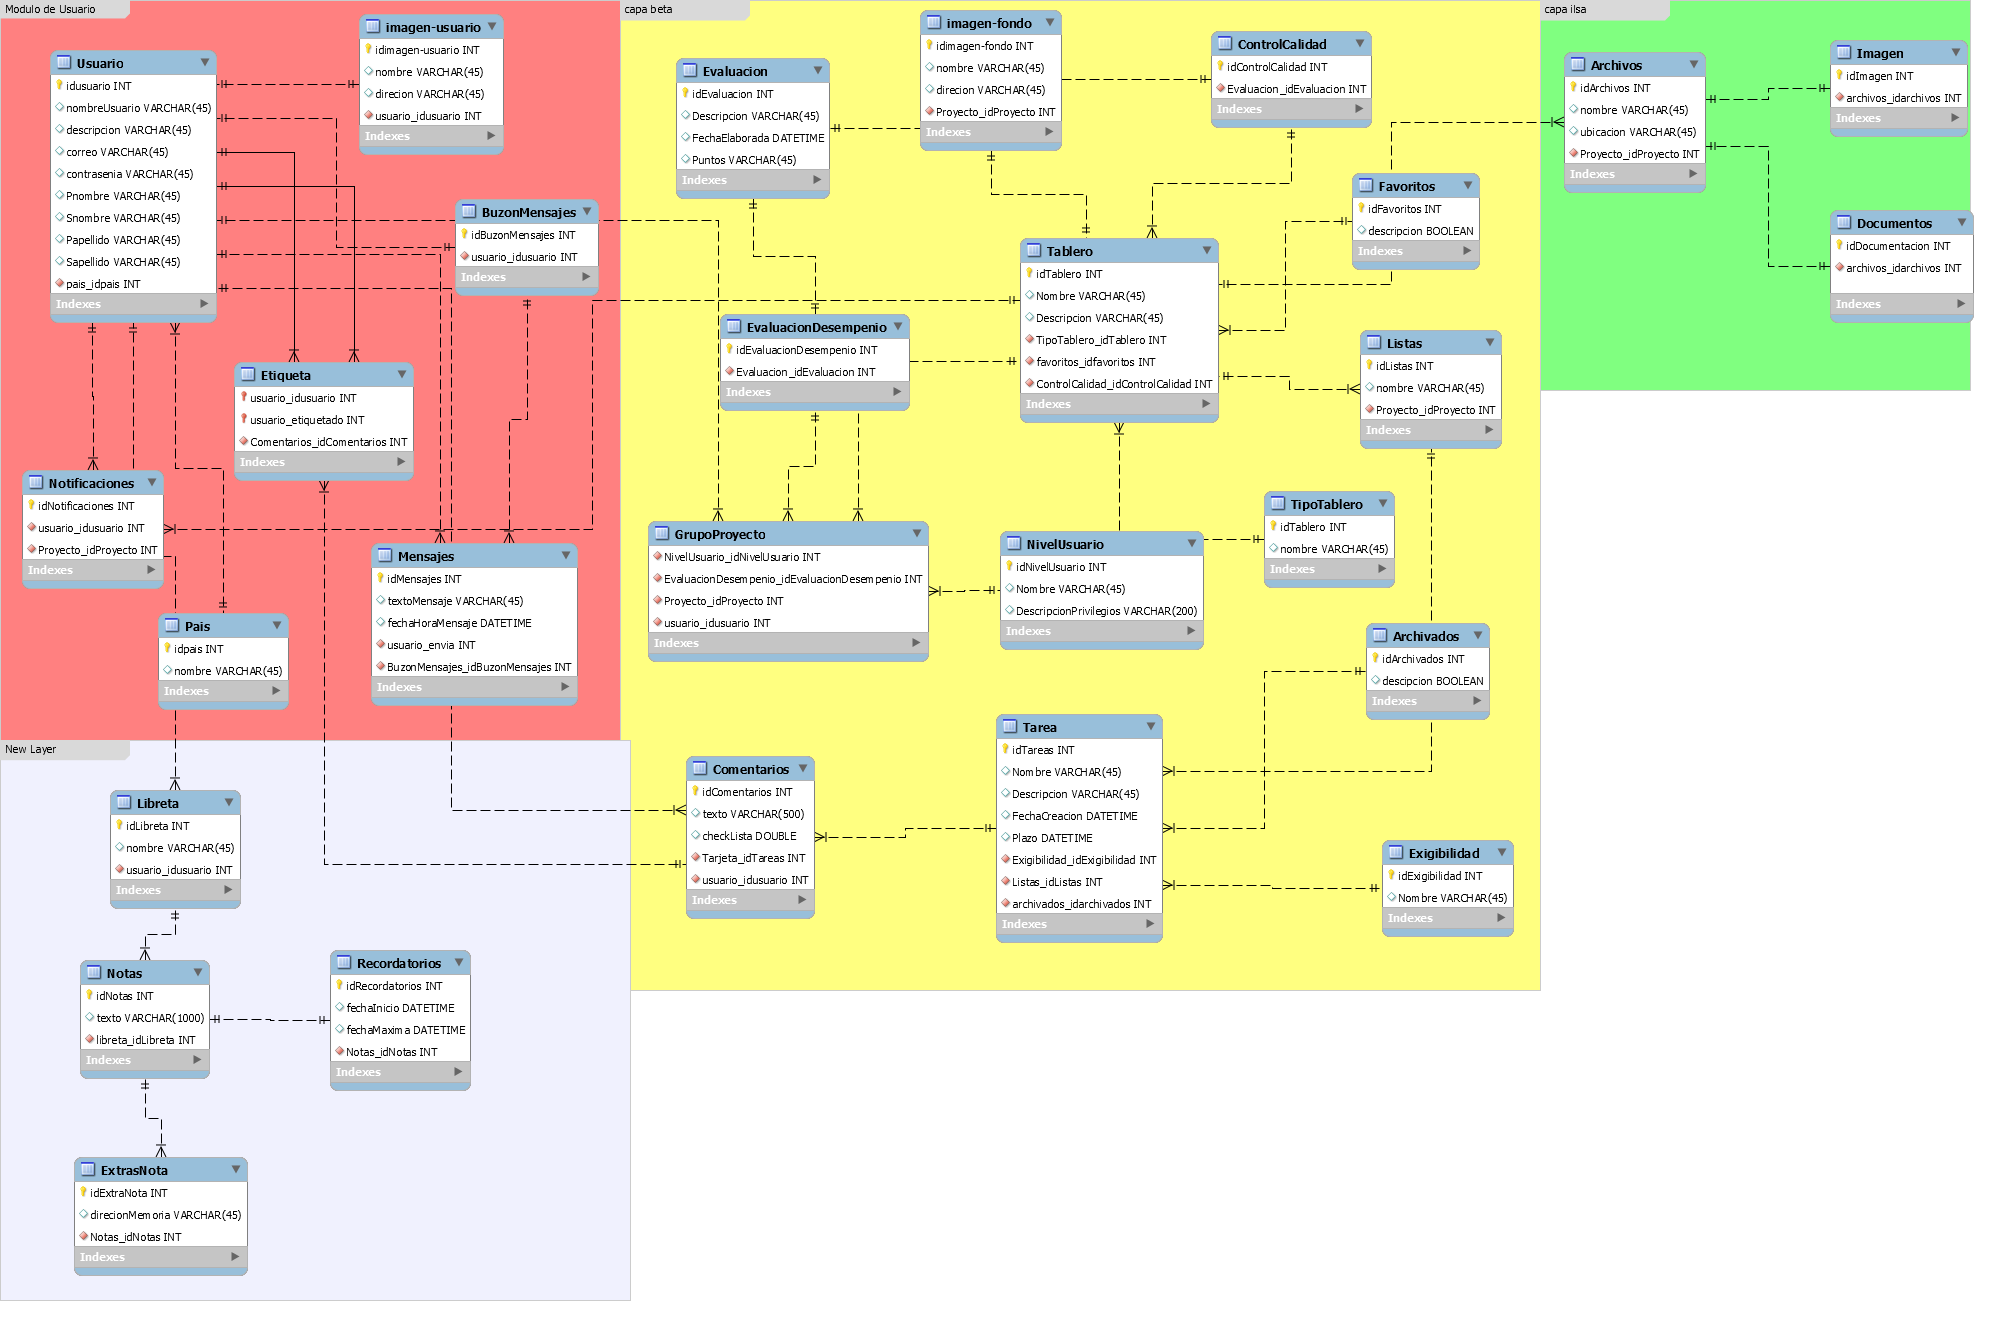 Modulo de Usuario
Usuario
idusuario INT
nombreUsuario VARCHAR(45)
descripcion VARCHAR(45)
correo VARCHAR(45)
contrasenia VARCHAR(45)
Pnombre VARCHAR(45)
Snombre VARCHAR(45)
Papellido VARCHAR(45)
Sapellido VARCHAR(45)
pais_idpais INT
Indexes
imagen-usuario
idimagen-usuario INT
nombre VARCHAR(45)
direcion VARCHAR(45)
usuario_idusuario INT
Indexes
BuzonMensajes
idBuzonMensajes INT
usuario_idusuario INT
Indexes
Etiqueta
usuario_idusuario INT
usuario_etiquetado INT
Comentarios_idComentarios INT
Indexes
Notificaciones
idNotificaciones INT
usuario_idusuario INT
Proyecto_idProyecto INT
Indexes
Mensajes
idMensajes INT
textoMensaje VARCHAR(45)
fechaHoraMensaje DATETIME
usuario_envia INT
BuzonMensajes_idBuzonMensajes INT
Indexes
Pais
idpais INT
nombre VARCHAR(45)
Indexes
New Layer
Libreta
idLibreta INT
nombre VARCHAR(45)
usuario_idusuario INT
Indexes
Notas
idNotas INT
texto VARCHAR(1000)
libreta_idLibreta INT
Indexes
Recordatorios
idRecordatorios INT
fechaInicio DATETIME
fechaMaxima DATETIME
Notas_idNotas INT
Indexes
ExtrasNota
idExtraNota INT
direcionMemoria VARCHAR(45)
Notas_idNotas INT
Indexes
capa beta
Evaluacion
idEvaluacion INT
Descripcion VARCHAR(45)
FechaElaborada DATETIME
Puntos VARCHAR(45)
Indexes
imagen-fondo
idimagen-fondo INT
nombre VARCHAR(45)
direcion VARCHAR(45)
Proyecto_idProyecto INT
Indexes
ControlCalidad
idControlCalidad INT
Evaluacion_idEvaluacion INT
Indexes
Favoritos
idFavoritos INT
descripcion BOOLEAN
Indexes
Tablero
idTablero INT
Nombre VARCHAR(45)
Descripcion VARCHAR(45)
TipoTablero_idTablero INT
favoritos_idfavoritos INT
ControlCalidad_idControlCalidad INT
Indexes
EvaluacionDesempenio
idEvaluacionDesempenio INT
Evaluacion_idEvaluacion INT
Indexes
Listas
idListas INT
nombre VARCHAR(45)
Proyecto_idProyecto INT
Indexes
GrupoProyecto
NivelUsuario_idNivelUsuario INT
EvaluacionDesempenio_idEvaluacionDesempenio INT
Proyecto_idProyecto INT
usuario_idusuario INT
Indexes
NivelUsuario
idNivelUsuario INT
Nombre VARCHAR(45)
DescripcionPrivilegios VARCHAR(200)
Indexes
TipoTablero
idTablero INT
nombre VARCHAR(45)
Indexes
Archivados
idArchivados INT
descipcion BOOLEAN
Indexes
Comentarios
idComentarios INT
texto VARCHAR(500)
checkLista DOUBLE
Tarjeta_idTareas INT
usuario_idusuario INT
Indexes
Tarea
idTareas INT
Nombre VARCHAR(45)
Descripcion VARCHAR(45)
FechaCreacion DATETIME
Plazo DATETIME
Exigibilidad_idExigibilidad INT
Listas_idListas INT
archivados_idarchivados INT
Indexes
Exigibilidad
idExigibilidad INT
Nombre VARCHAR(45)
Indexes
capa ilsa
Archivos
idArchivos INT
nombre VARCHAR(45)
ubicacion VARCHAR(45)
Proyecto_idProyecto INT
Indexes
Imagen
idImagen INT
archivos_idarchivos INT
Indexes
Documentos
idDocumentacion INT
archivos_idarchivos INT
Indexes